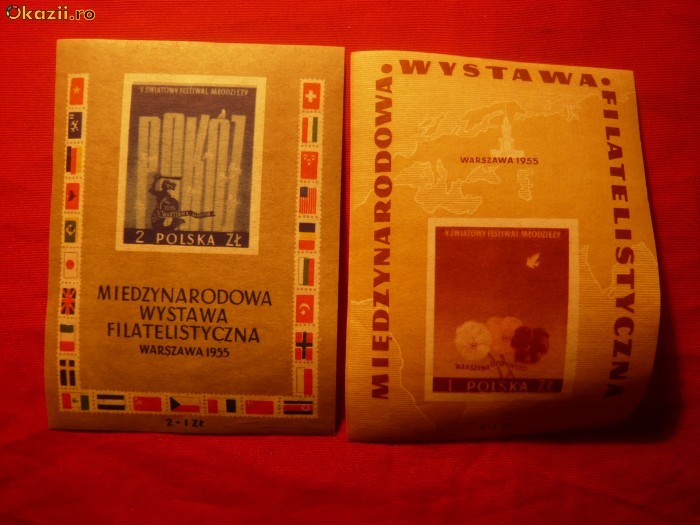 Okazii.ro
V ŚWIATOWY FESTIWAL MŁODZIEŻY
POKÓJ
2 POLSKA ZŁ
MIEDZYNARODOWA
WYSTAWA
FILATELISTYCZNA
WARSZAWA 1955
2+1 Zł
MIĘDZYNARODOWA · WYSTAWA · FILATELISTYCZNA
WARSZAWA 1955
V ŚWIATOWY FESTIWAL MŁODZIEŻY
1 POLSKA ZŁ